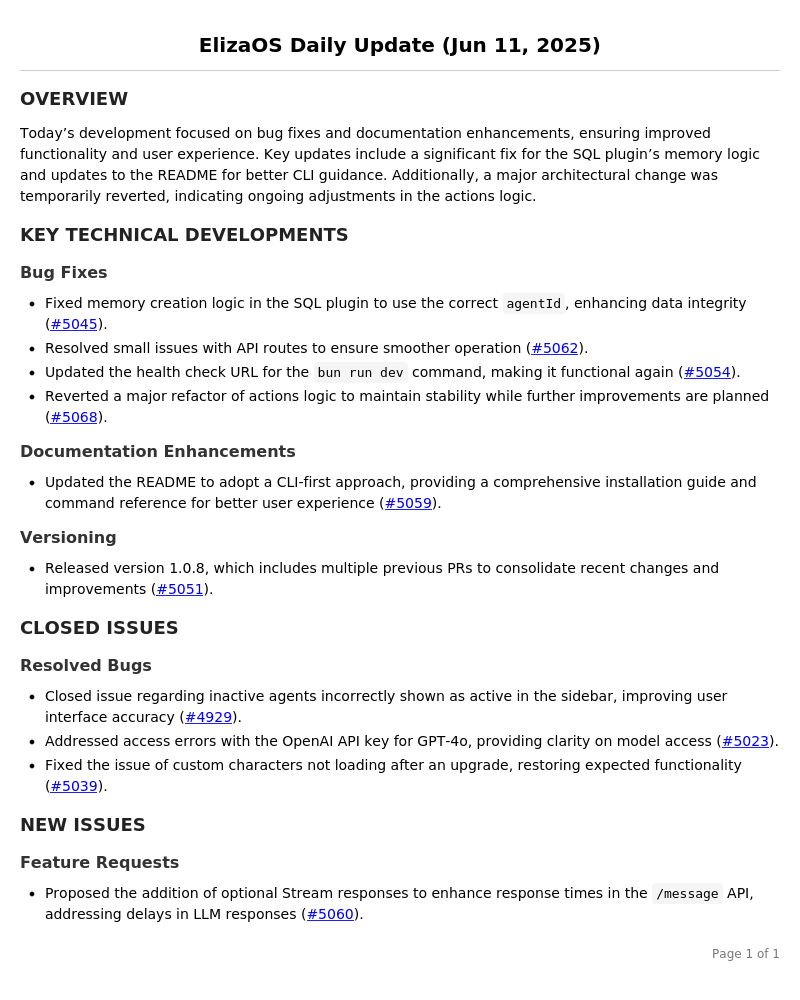 ElizaOS Daily Update (Jun 11, 2025)
OVERVIEW
Today’s development focused on bug fixes and documentation enhancements, ensuring improved
functionality and user experience. Key updates include a significant fix for the SQL plugin’s memory logic
and updates to the README for better CLI guidance. Additionally, a major architectural change was
temporarily reverted, indicating ongoing adjustments in the actions logic.
KEY TECHNICAL DEVELOPMENTS
Bug Fixes
• Fixed memory creation logic in the SQL plugin to use the correct agentId, enhancing data integrity
(#5045).
• Resolved small issues with API routes to ensure smoother operation (#5062).
• Updated the health check URL for the bun run dev command, making it functional again (#5054).
• Reverted a major refactor of actions logic to maintain stability while further improvements are planned
(#5068).
Documentation Enhancements
• Updated the README to adopt a CLI-first approach, providing a comprehensive installation guide and
command reference for better user experience (#5059).
Versioning
• Released version 1.0.8, which includes multiple previous PRs to consolidate recent changes and
improvements (#5051).
CLOSED ISSUES
Resolved Bugs
• Closed issue regarding inactive agents incorrectly shown as active in the sidebar, improving user
interface accuracy (#4929).
• Addressed access errors with the OpenAI API key for GPT-4o, providing clarity on model access (#5023).
• Fixed the issue of custom characters not loading after an upgrade, restoring expected functionality
(#5039).
NEW ISSUES
Feature Requests
• Proposed the addition of optional Stream responses to enhance response times in the /message API,
addressing delays in LLM responses (#5060).
Page 1 of 1